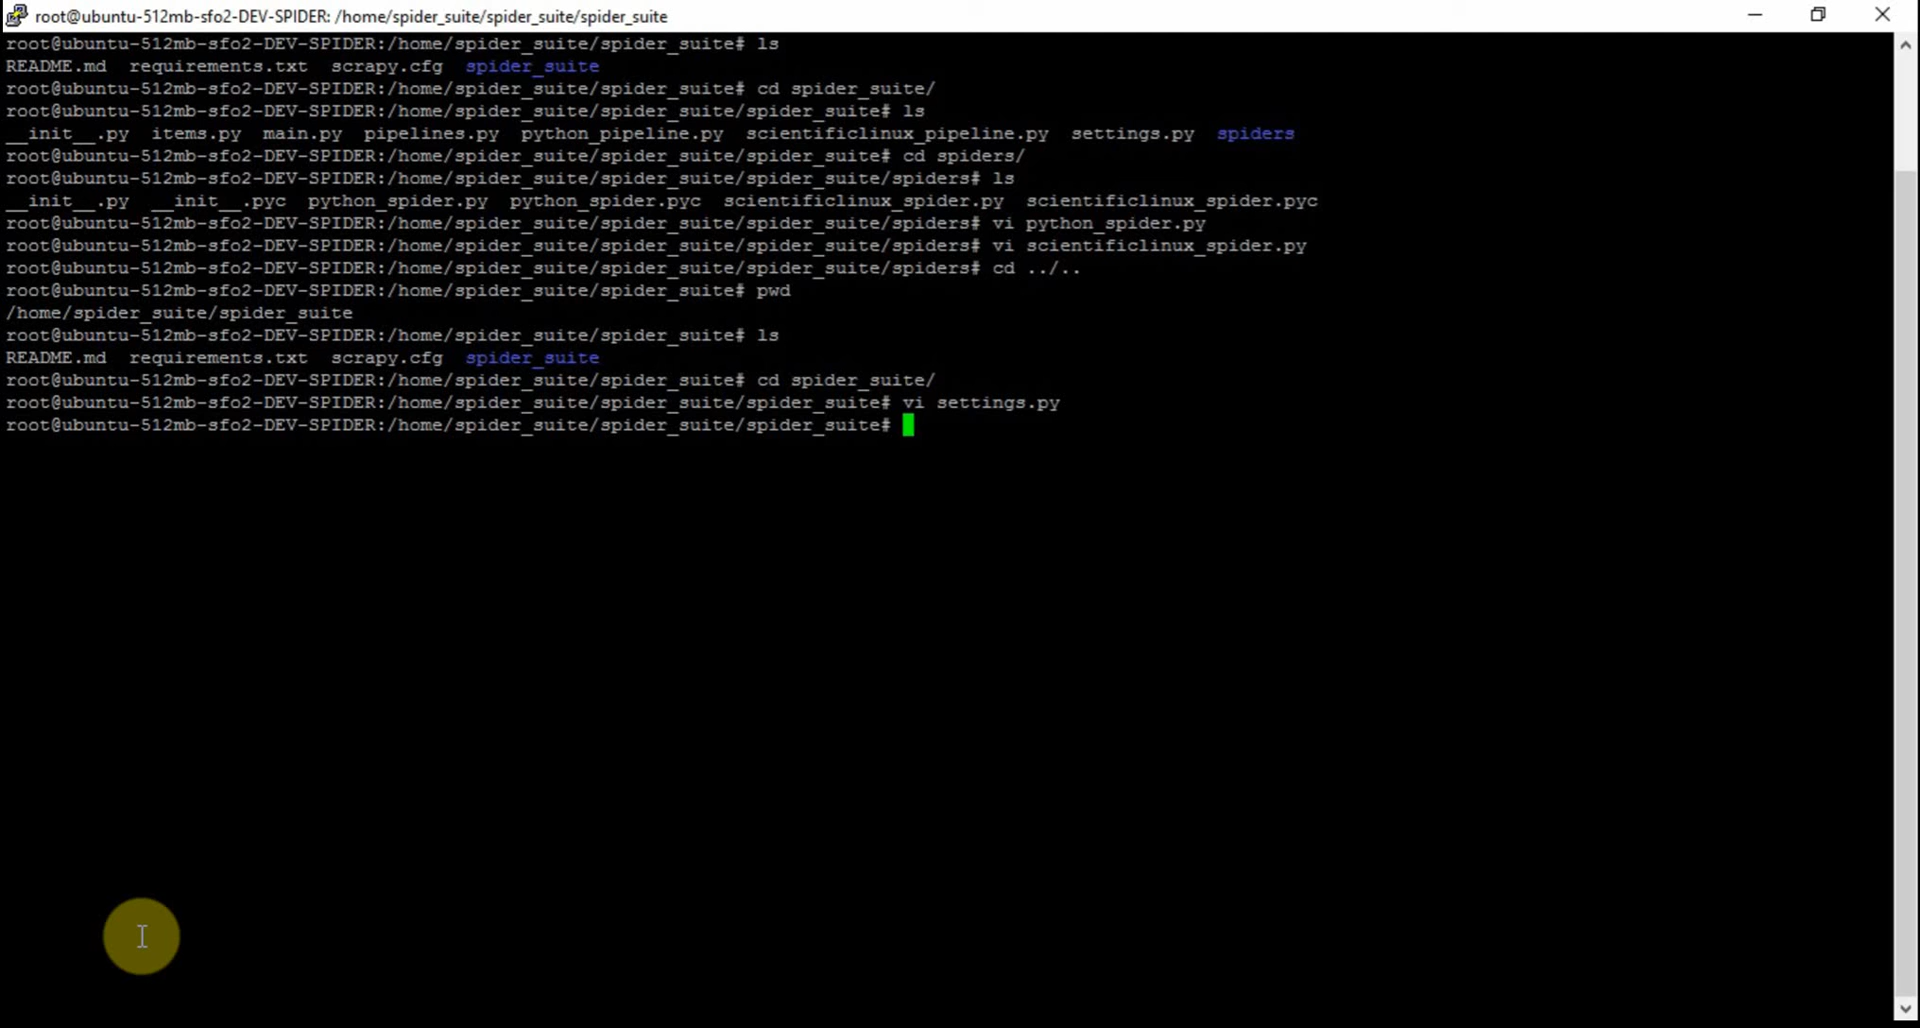 root@ubuntu-512mb-sfo2-DEV-SPIDER: /home/spider_suite/spider_suite/spider_suite
root@ubuntu-512mb-sfo2-DEV-SPIDER:/home/spider_suite/spider_suite# ls
README.md  requirements.txt  scrapy.cfg  spider_suite
root@ubuntu-512mb-sfo2-DEV-SPIDER:/home/spider_suite/spider_suite# cd spider_suite/
root@ubuntu-512mb-sfo2-DEV-SPIDER:/home/spider_suite/spider_suite/spider_suite# ls
__init__.py  items.py  main.py  pipelines.py  python_pipeline.py  scientificlinux_pipeline.py  settings.py  spiders
root@ubuntu-512mb-sfo2-DEV-SPIDER:/home/spider_suite/spider_suite/spider_suite# cd spiders/
root@ubuntu-512mb-sfo2-DEV-SPIDER:/home/spider_suite/spider_suite/spider_suite/spiders# ls
__init__.py  __init__.pyc  python_spider.py  python_spider.pyc  scientificlinux_spider.py  scientificlinux_spider.pyc
root@ubuntu-512mb-sfo2-DEV-SPIDER:/home/spider_suite/spider_suite/spider_suite/spiders# vi python_spider.py
root@ubuntu-512mb-sfo2-DEV-SPIDER:/home/spider_suite/spider_suite/spider_suite/spiders# vi scientificlinux_spider.py
root@ubuntu-512mb-sfo2-DEV-SPIDER:/home/spider_suite/spider_suite/spider_suite/spiders# cd ../..
root@ubuntu-512mb-sfo2-DEV-SPIDER:/home/spider_suite/spider_suite# pwd
/home/spider_suite/spider_suite
root@ubuntu-512mb-sfo2-DEV-SPIDER:/home/spider_suite/spider_suite# ls
README.md  requirements.txt  scrapy.cfg  spider_suite
root@ubuntu-512mb-sfo2-DEV-SPIDER:/home/spider_suite/spider_suite# cd spider_suite/
root@ubuntu-512mb-sfo2-DEV-SPIDER:/home/spider_suite/spider_suite/spider_suite# vi settings.py
root@ubuntu-512mb-sfo2-DEV-SPIDER:/home/spider_suite/spider_suite/spider_suite#